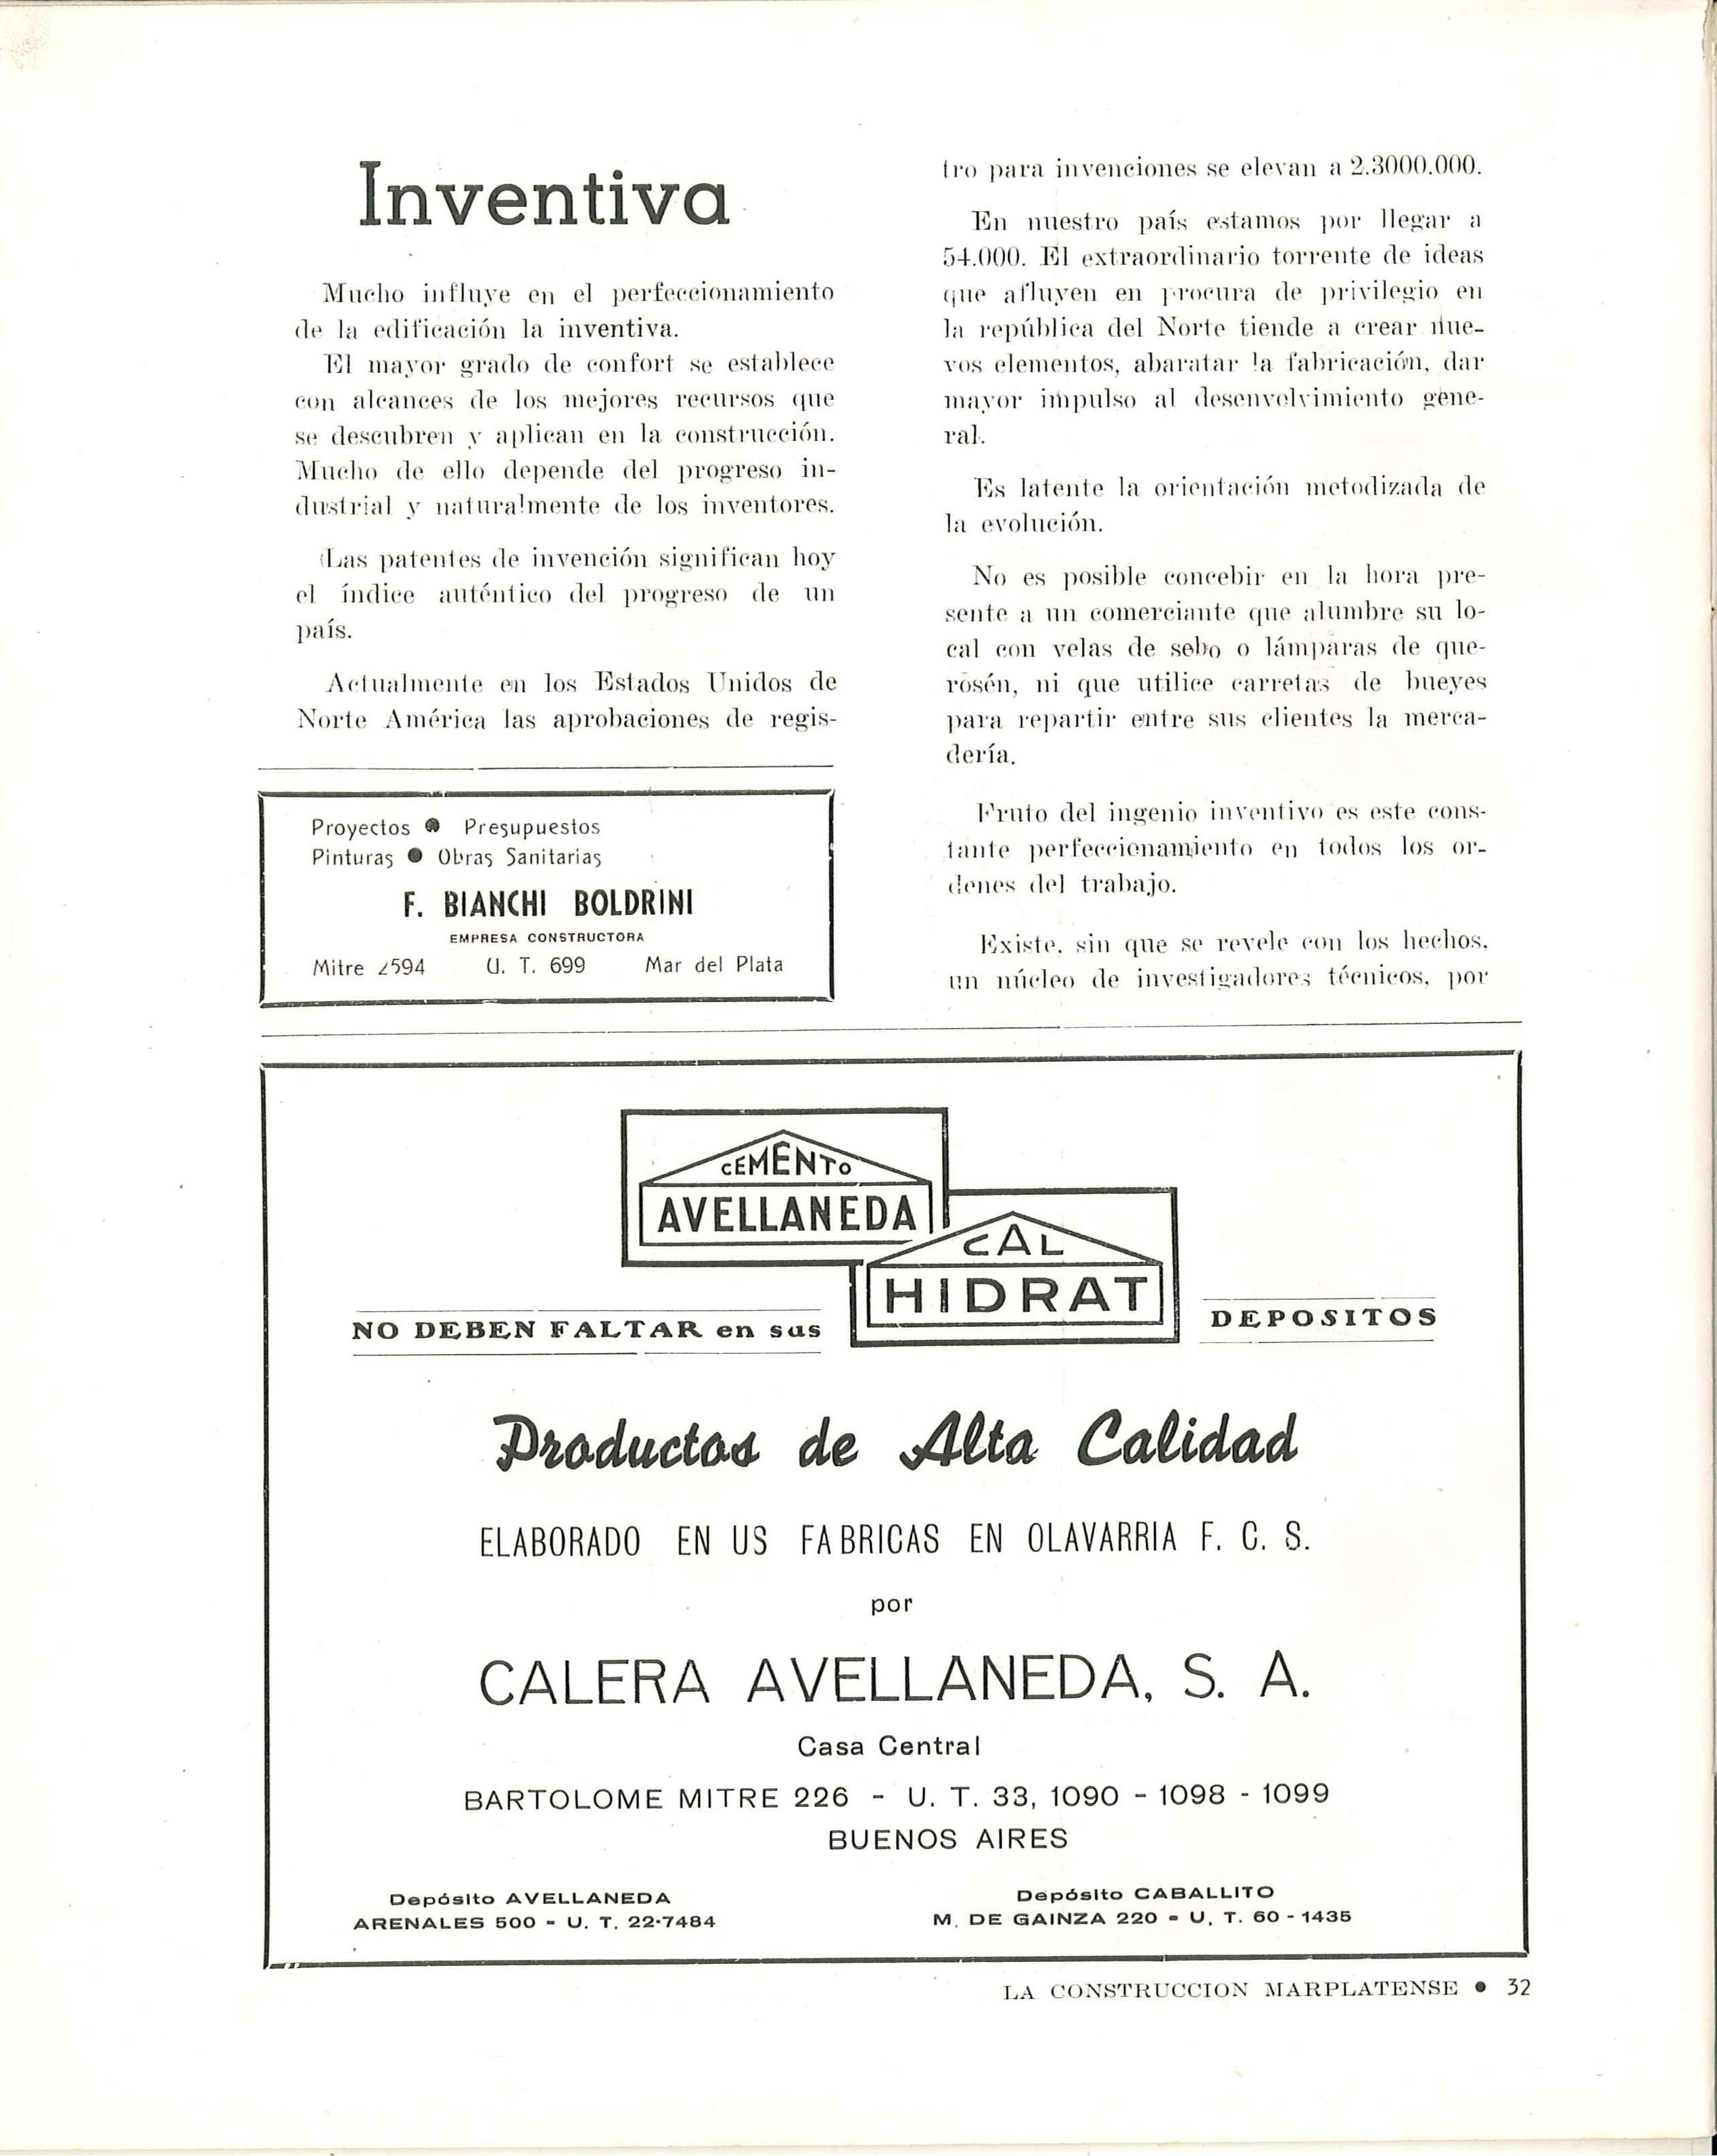 Inventiva
Mucho influye en el perfeccionamiento
de la edificación la inventiva.
El mayor grado de confort se establece
con alcances de los mejores recursos que
se descubren y aplican en la construcción.
Mucho de ello depende del progreso in-
dustrial y naturalmente de los inventores.
Las patentes de invención significan hoy
el índice auténtico del progreso de un
país.
Actualmente en los Estados Unidos de
Norte América las aprobaciones de regis-
tro para invenciones se elevan a 2.3000.000.
En nuestro país estamos por llegar a
54.000. El extraordinario torrente de ideas
que afluyen en procura de privilegio en
la república del Norte tiende a crear nue-
vos elementos, abaratar la fabricación, dar
mayor impulso al desenvolvimiento gene-
ral.
Es latente la orientación metodizada de
la evolución.
No es posible concebir en la hora pre-
sente a un comerciante que alumbre su lo-
cal con velas de sebo o lámparas de que-
rosén, ni que utilice carretas de bueyes
para repartir entre sus clientes la merca-
dería.
Fruto del ingenio inventivo es este cons-
tante perfeccionamiento en todos los or-
denes del trabajo.
Existe, sin que se revele con los hechos,
un núcleo de investigadores técnicos, por
Proyectos ● Presupuestos
Pinturas ● Obras Sanitarias
F. BIANCHI BOLDRINI
EMPRESA CONSTRUCTORA
Mitre 2594 U. T. 699 Mar del Plata
CEMENTO
AVELLANEDA
CAL
HIDRAT
NO DEBEN FALTAR en sus DEPOSITOS
Productos de Alta Calidad
ELABORADO EN US FABRICAS EN OLAVARRIA F. C. S.
por
CALERA AVELLANEDA, S. A.
Casa Central
BARTOLOME MITRE 226 - U. T. 33, 1090 - 1098 - 1099
BUENOS AIRES
Depósito AVELLANEDA
ARENALES 500 - U. T. 22-7484
Depósito CABALLITO
M. DE GAINZA 220 - U. T. 60 - 1435
LA CONSTRUCCION MARPLATENSE ● 32